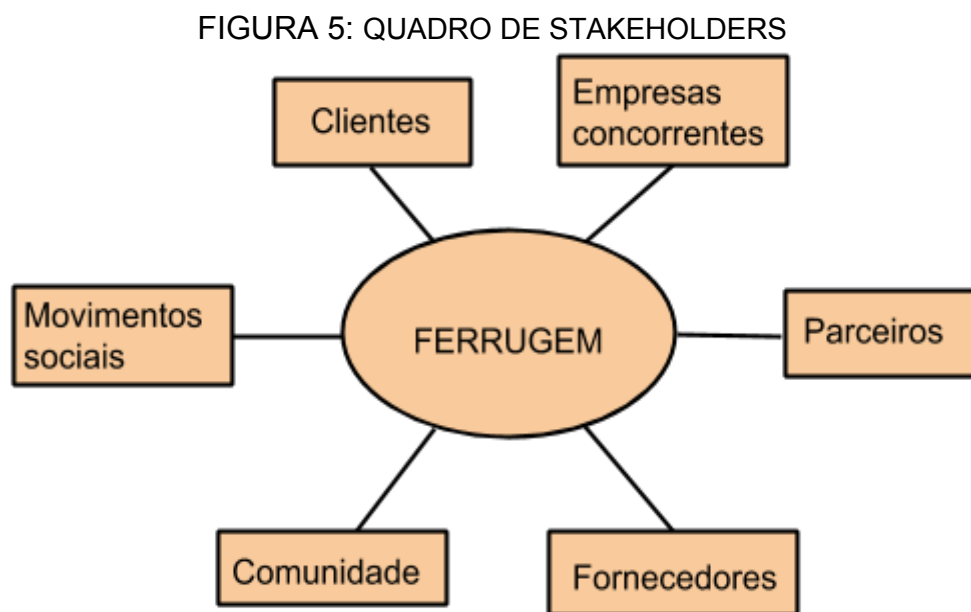 FIGURA 5: QUADRO DE STAKEHOLDERS
Clientes
Empresas
concorrentes
Movimentos
sociais
FERRUGEM
Parceiros
Comunidade
Fornecedores